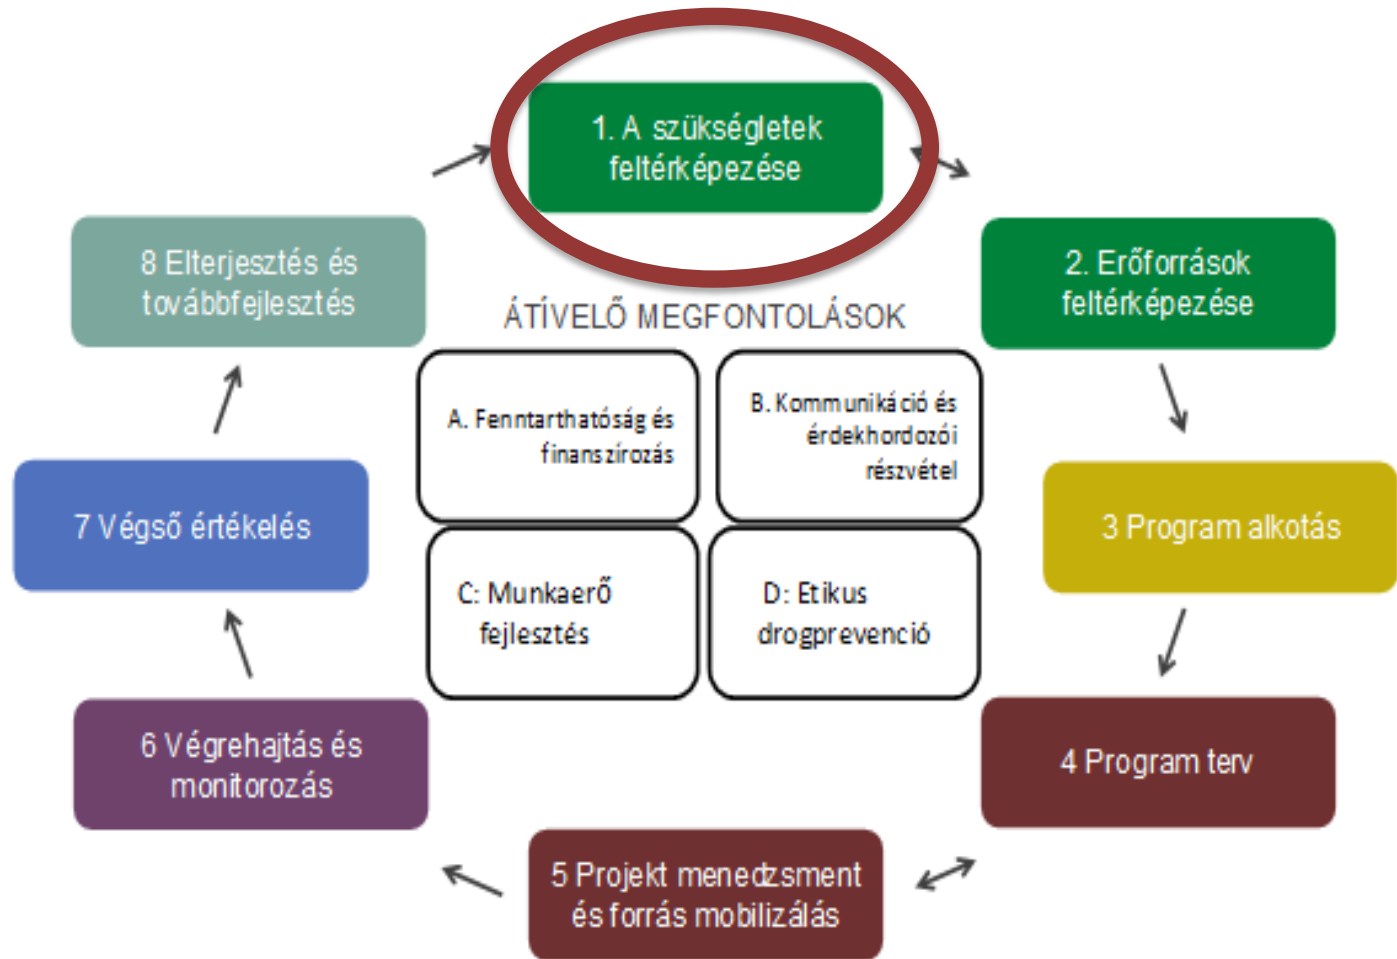 1. A szükségletek
feltérképezése
2. Erőforrások
feltérképezése
3 Program alkotás
4 Program terv
5 Projekt menedzsment
és forrás mobilizálás
6 Végrehajtás és
monitorozás
7 Végső értékelés
8 Elterjesztés és
továbbfejlesztés
ÁTÍVELŐ MEGFONTOLÁSOK
A. Fenntarthatóság és
finanszírozás
B. Kommunikáció és
érdekhordozói
részvétel
C: Munkaerő
fejlesztés
D: Etikus
drogprevenció